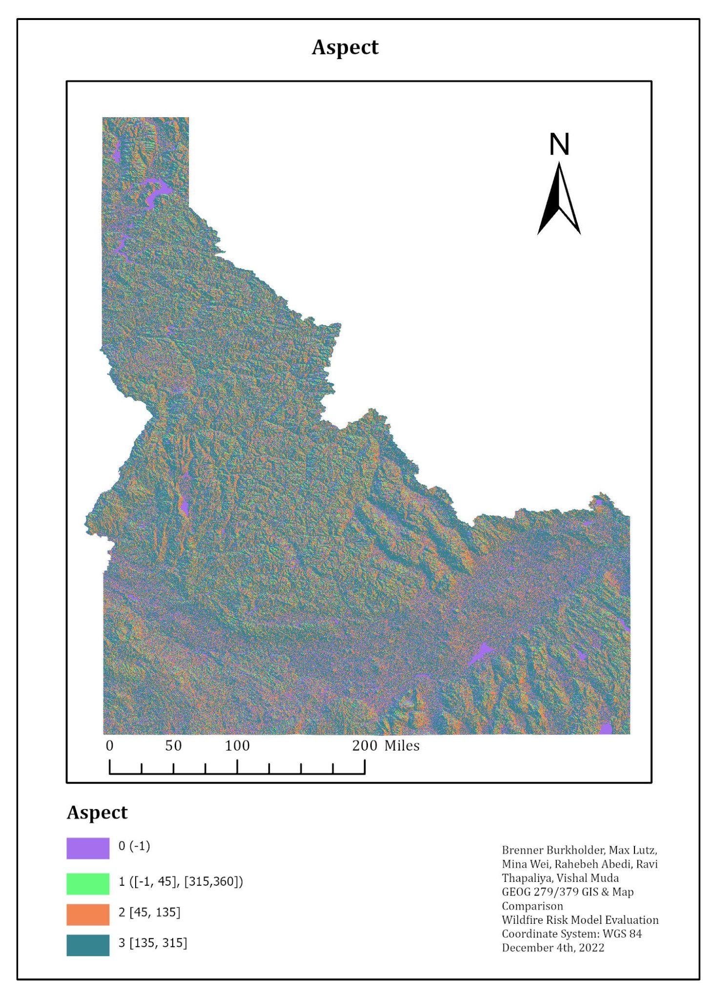 Aspect
N
0 50 100 200 Miles
Aspect
0 (-1)
1 ([-1, 45], [315,360])
2 [45, 135]
3 [135, 315]
Brenner Burkholder, Max Lutz,
Mina Wei, Rahebeh Abedi, Ravi
Thapaliya, Vishal Muda
GEOG 279/379 GIS & Map
Comparison
Wildfire Risk Model Evaluation
Coordinate System: WGS 84
December 4th, 2022